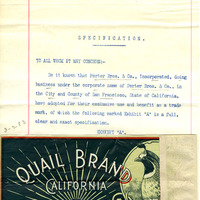 SPECIFICATION.
TO ALL WHOM IT MAY CONCERN:-
Be it known that Porter Bros. & Co., Incorporated, doing
business under the corporate name of Porter Bros. & Co., in
the City and County of San Francisco, State of California,
have adopted for their exclusive use and benefit as a trade
mark, of which the following marked Exhibit "A" is a full,
clear and exact specification.
EXHIBIT "A".
QUAIL BRAND
CALIFORNIA